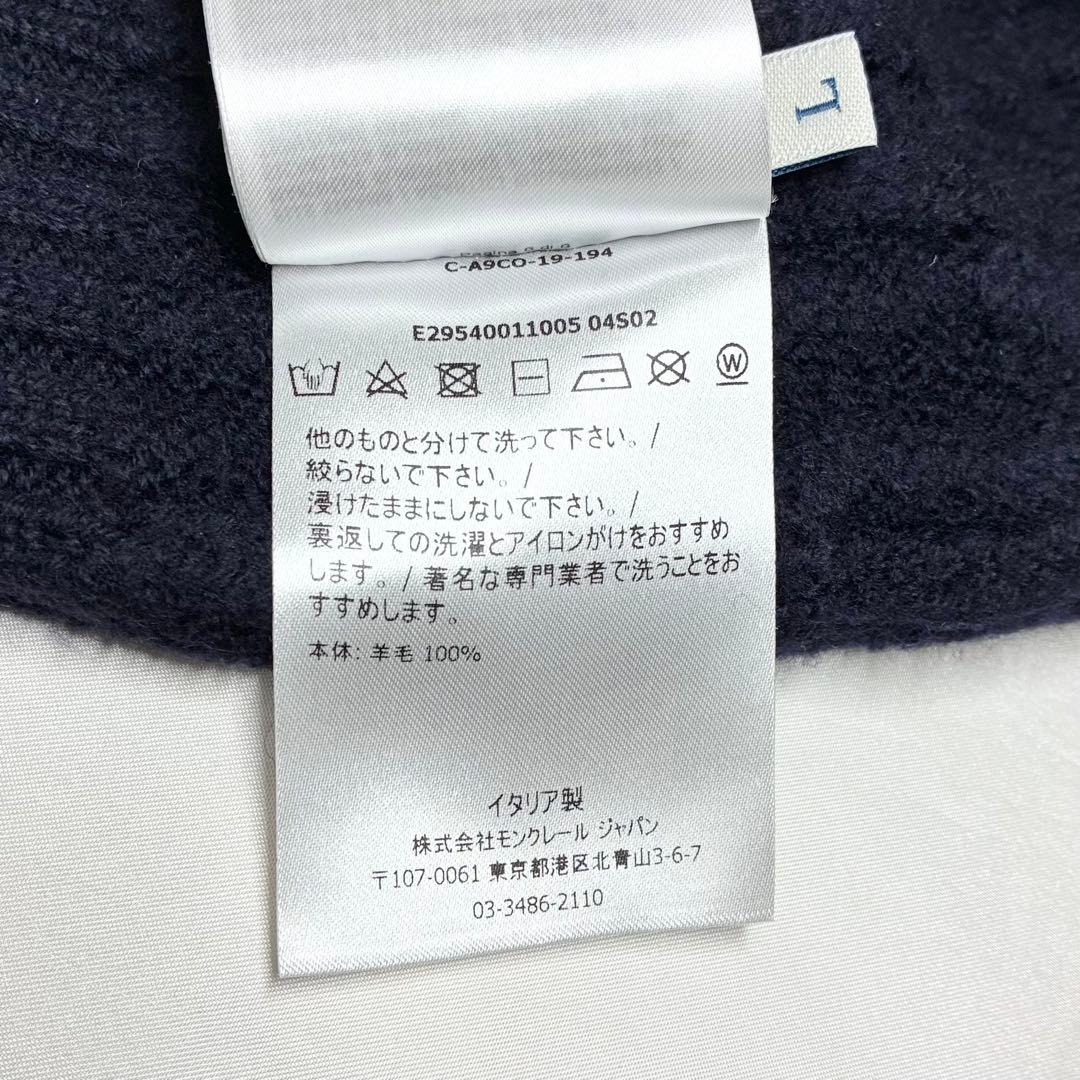 L
C-A9CO-19-194
E29540011005 04S02
W
他のものと分けて洗って下さい。/
絞らないで下さい。/
浸けたままにしないで下さい。/
裏返しての洗濯とアイロンがけをおすすめ
します。/ 著名な専門業者で洗うことをお
すすめします。
本体: 羊毛 100%
イタリア製
株式会社モンクレール ジャパン
〒107-0061 東京都港区北青山3-6-7
03-3486-2110